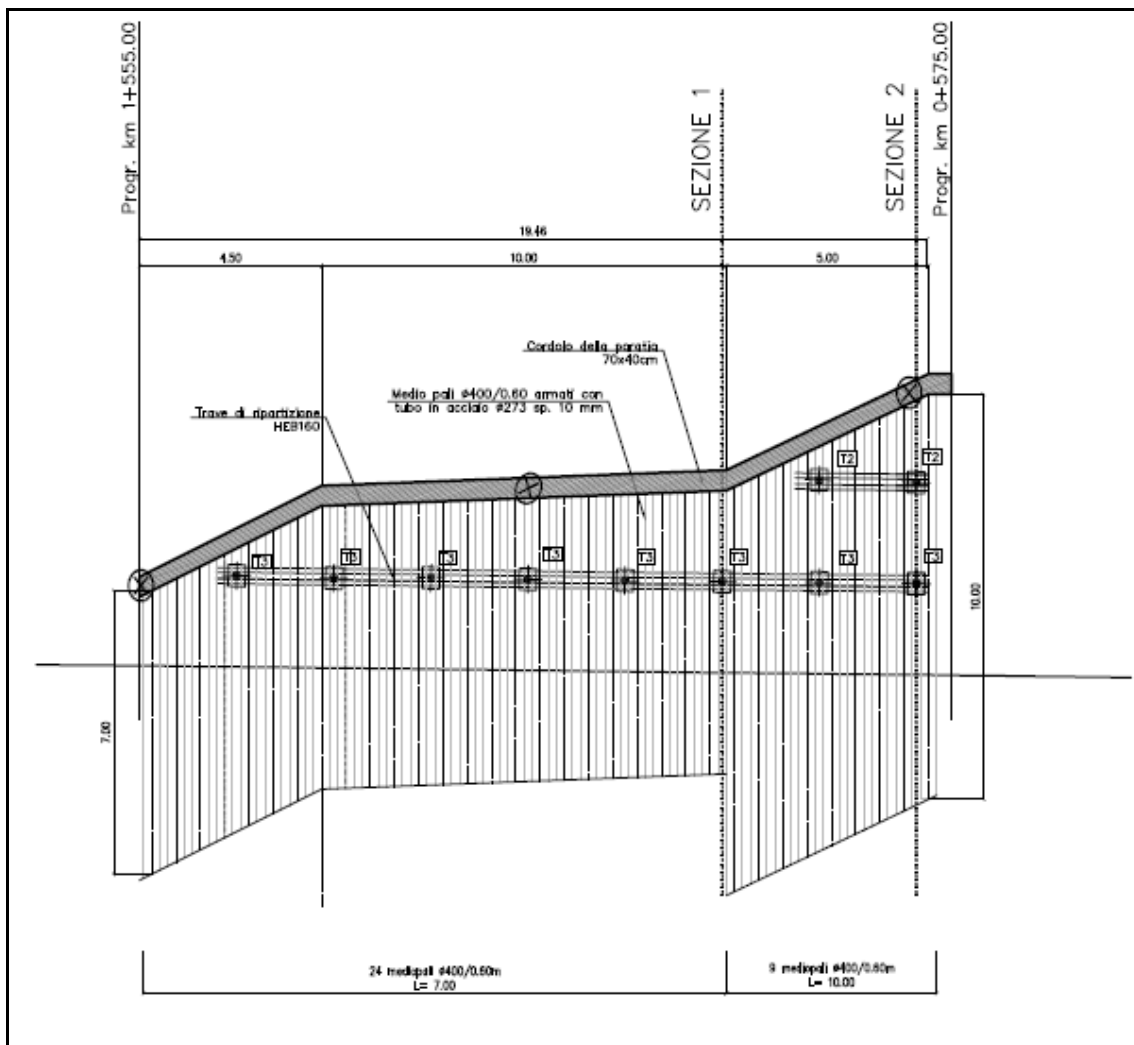 Progr. km 1+555.00
SEZIONE 1
SEZIONE 2
Progr. km 0+575.00
19.46
4.50
10.00
5.00
Cordolo della paratia
70x40cm
Medio pali ø400/0.60 armati con
tubo in acciaio ø273 sp. 10 mm
Trave di ripartizione
HEB160
T2
T2
T3
T3
T3
T3
T3
T3
T3
T3
10.00
7.00
24 mediopali ø400/0.60m
L= 7.00
9 mediopali ø400/0.60m
L= 10.00